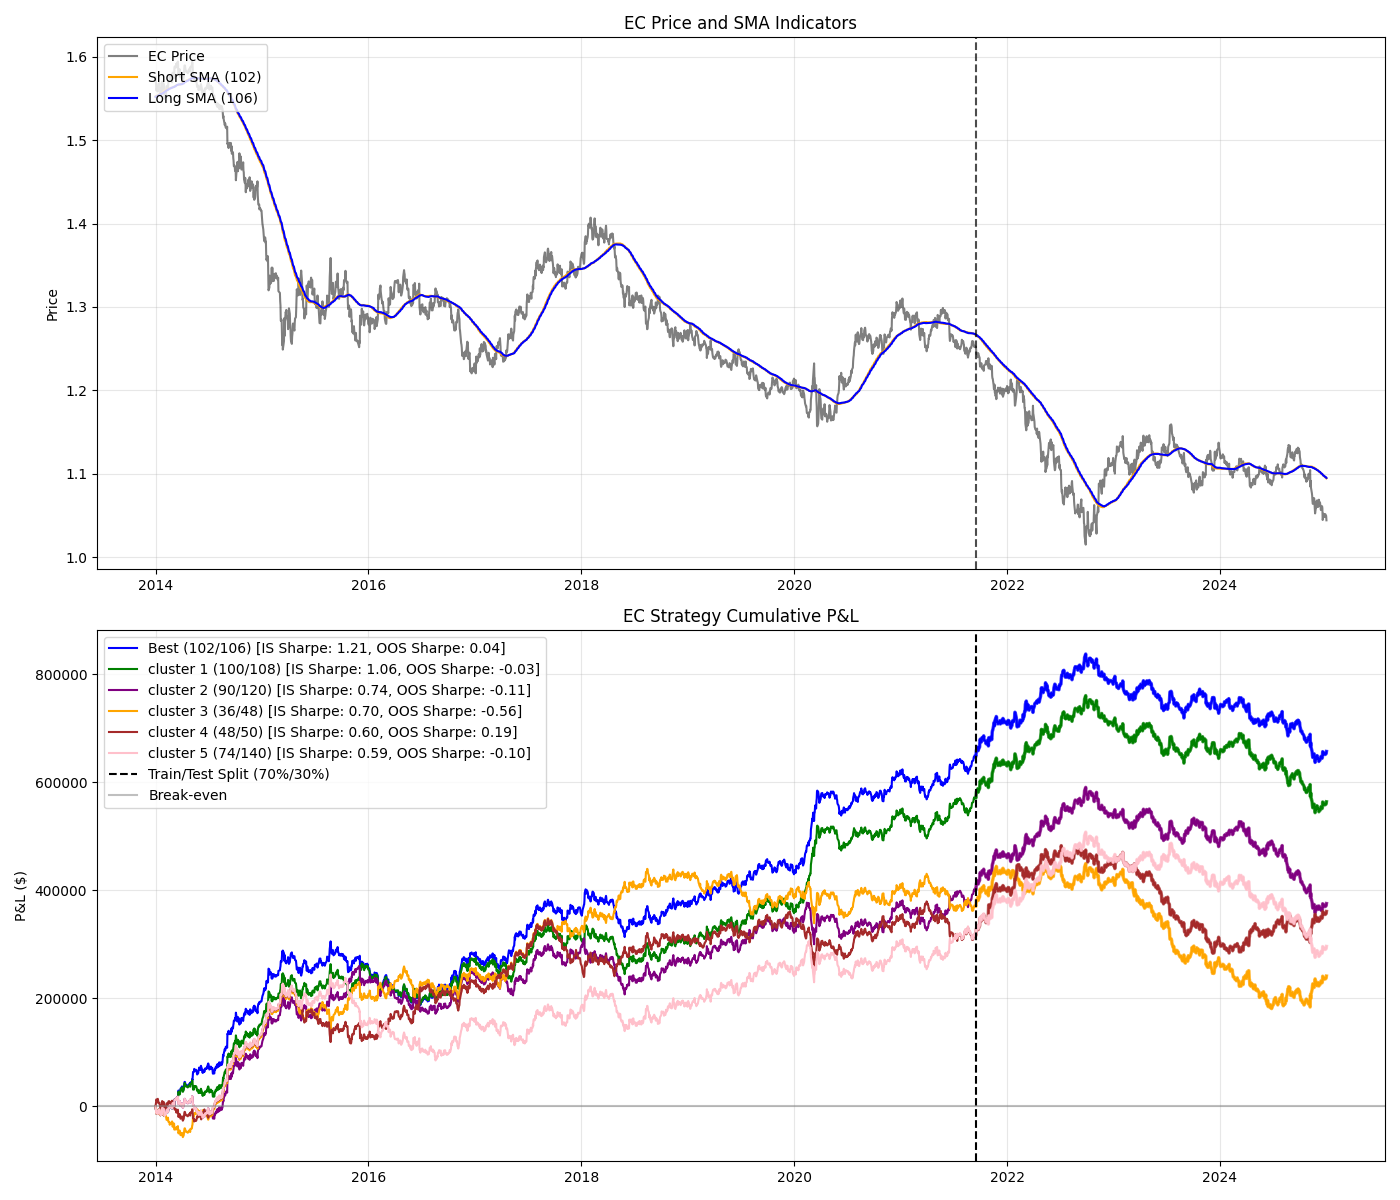 EC Price and SMA Indicators
EC Price
Short SMA (102)
Long SMA (106)
Price
1.6
1.5
1.4
1.3
1.2
1.1
1.0
2014 2016 2018 2020 2022 2024
EC Strategy Cumulative P&L
Best (102/106) [IS Sharpe: 1.21, OOS Sharpe: 0.04]
cluster 1 (100/108) [IS Sharpe: 1.06, OOS Sharpe: -0.03]
cluster 2 (90/120) [IS Sharpe: 0.74, OOS Sharpe: -0.11]
cluster 3 (36/48) [IS Sharpe: 0.70, OOS Sharpe: -0.56]
cluster 4 (48/50) [IS Sharpe: 0.60, OOS Sharpe: 0.19]
cluster 5 (74/140) [IS Sharpe: 0.59, OOS Sharpe: -0.10]
Train/Test Split (70%/30%)
Break-even
P&L ($)
800000
600000
400000
200000
0
2014 2016 2018 2020 2022 2024